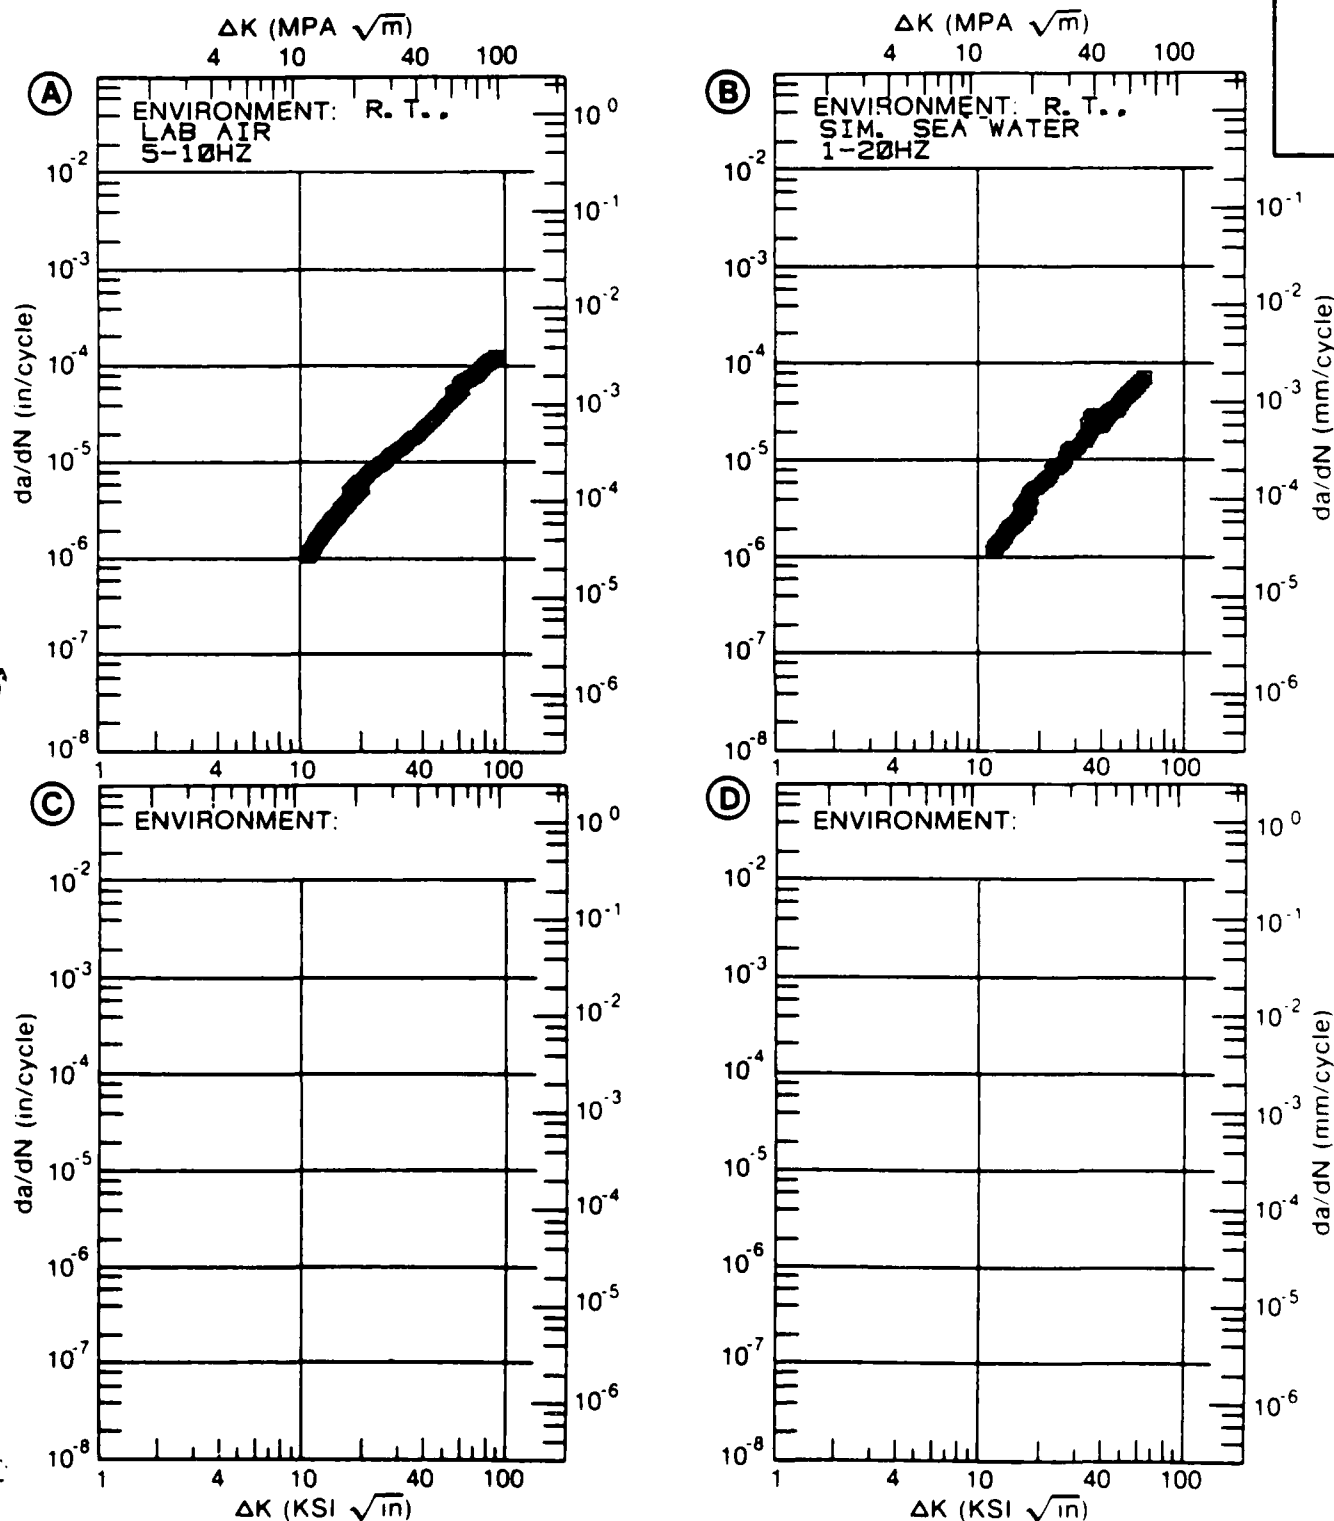 ΔK (MPA √m)
4 10 40 100
ΔK (MPA √m)
4 10 40 100
A
ENVIRONMENT: R.T.,
LAB AIR
5-10HZ
10⁰
10⁻²
10⁻¹
10⁻³
10⁻²
10⁻⁴
10⁻³
10⁻⁵
10⁻⁴
10⁻⁶
10⁻⁵
10⁻⁷
10⁻⁶
10⁻⁸
da/dN (in/cycle)
1 4 10 40 100
B
ENVIRONMENT: R.T.,
SIM. SEA WATER
1-20HZ
10⁻²
10⁻¹
10⁻³
10⁻²
10⁻⁴
10⁻³
10⁻⁵
10⁻⁴
10⁻⁶
10⁻⁵
10⁻⁷
10⁻⁶
10⁻⁸
da/dN (mm/cycle)
1 4 10 40 100
C
ENVIRONMENT:
10⁰
10⁻²
10⁻¹
10⁻³
10⁻²
10⁻⁴
10⁻³
10⁻⁵
10⁻⁴
10⁻⁶
10⁻⁵
10⁻⁷
10⁻⁶
10⁻⁸
da/dN (in/cycle)
1 4 10 40 100
ΔK (KSI √in)
D
ENVIRONMENT:
10⁰
10⁻²
10⁻¹
10⁻³
10⁻²
10⁻⁴
10⁻³
10⁻⁵
10⁻⁴
10⁻⁶
10⁻⁵
10⁻⁷
10⁻⁶
10⁻⁸
da/dN (mm/cycle)
1 4 10 40 100
ΔK (KSI √in)